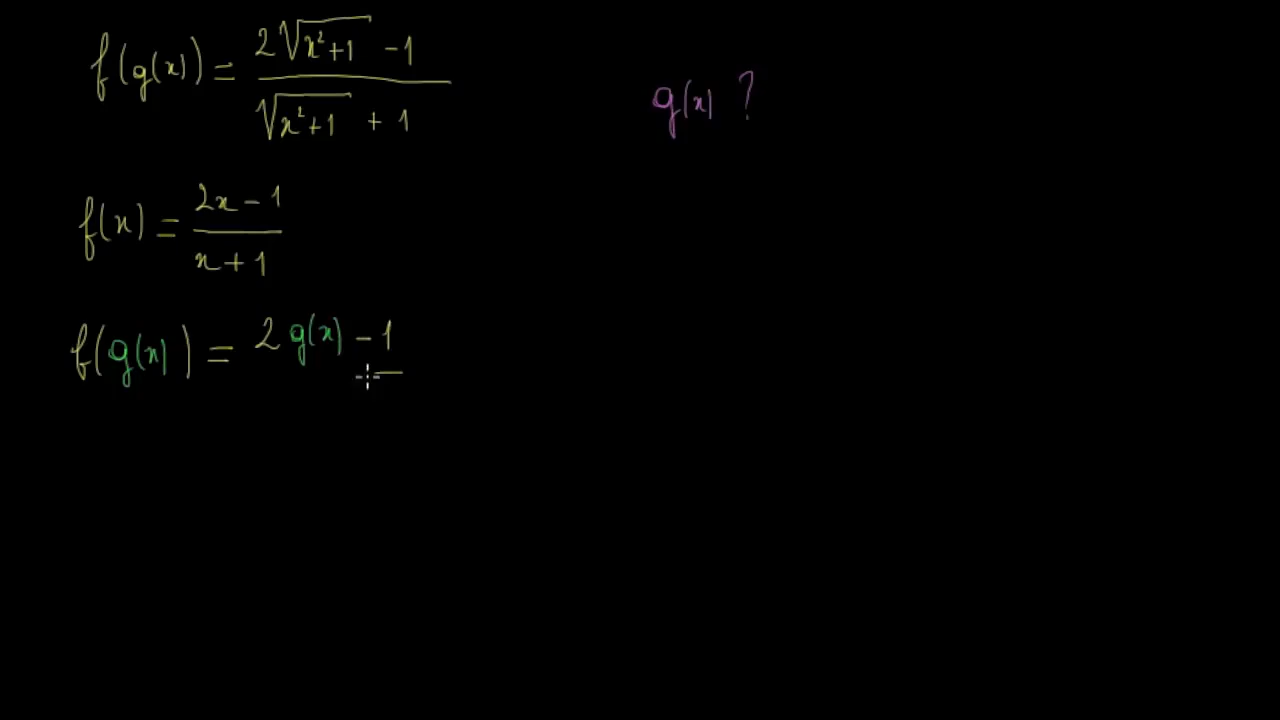 f(g(x)) = (2√(x²+1) - 1) / (√(x²+1) + 1)
g(x) ?
f(x) = (2x - 1) / (x + 1)
f(g(x)) = 2 g(x) - 1